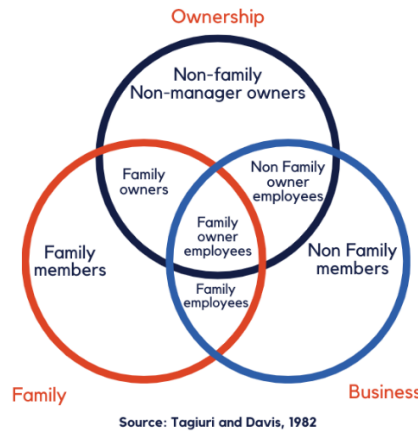 Ownership
Non-family
Non-manager owners
Family
owners
Non Family
owner
employees
Family
owner
employees
Family
members
Non Family
members
Family
employees
Family
Business
Source: Tagiuri and Davis, 1982